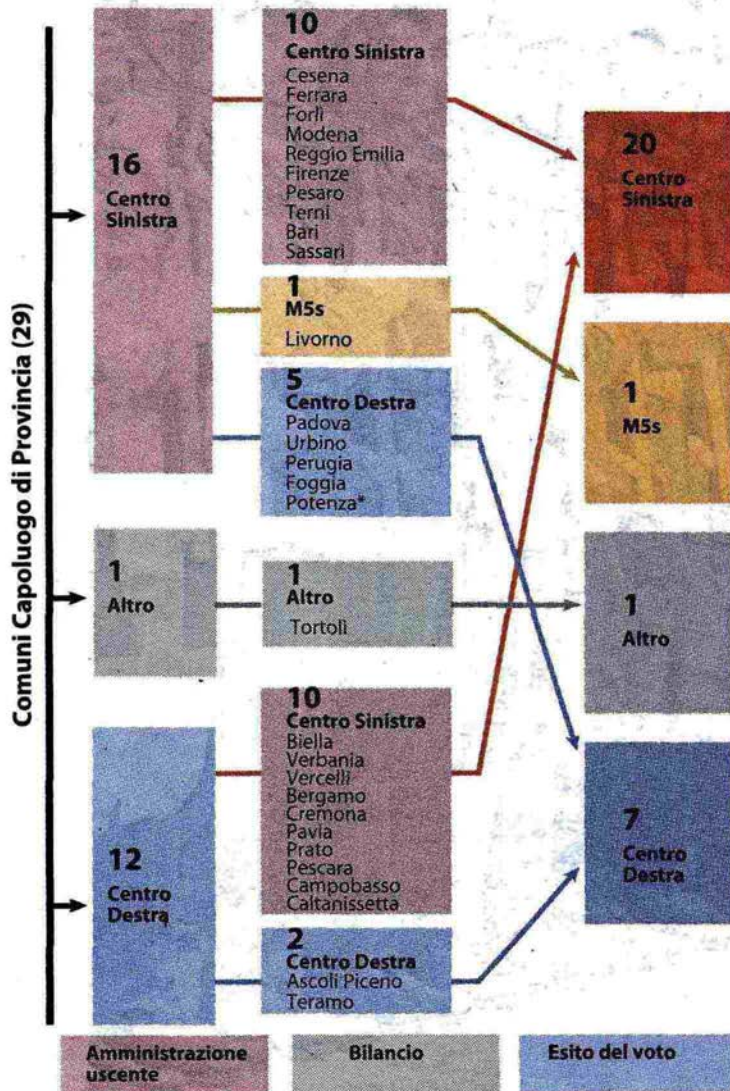 Comuni Capoluogo di Provincia (29)
16
Centro
Sinistra
10
Centro Sinistra
Cesena
Ferrara
Forlì
Modena
Reggio Emilia
Firenze
Pesaro
Terni
Bari
Sassari
1
M5s
Livorno
5
Centro Destra
Padova
Urbino
Perugia
Foggia
Potenza*
1
Altro
1
Altro
Tortolì
12
Centro
Destra
10
Centro Sinistra
Biella
Verbania
Vercelli
Bergamo
Cremona
Pavia
Prato
Pescara
Campobasso
Caltanissetta
2
Centro Destra
Ascoli Piceno
Teramo
20
Centro
Sinistra
1
M5s
1
Altro
7
Centro
Destra
Amministrazione
uscente
Bilancio
Esito del voto